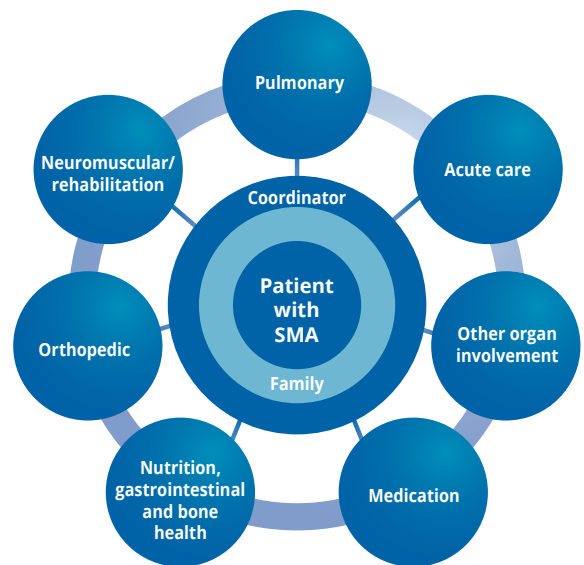 Pulmonary
Acute care
Other organ
involvement
Medication
Nutrition,
gastrointestinal
and bone
health
Orthopedic
Neuromuscular/
rehabilitation
Coordinator
Patient
with
SMA
Family